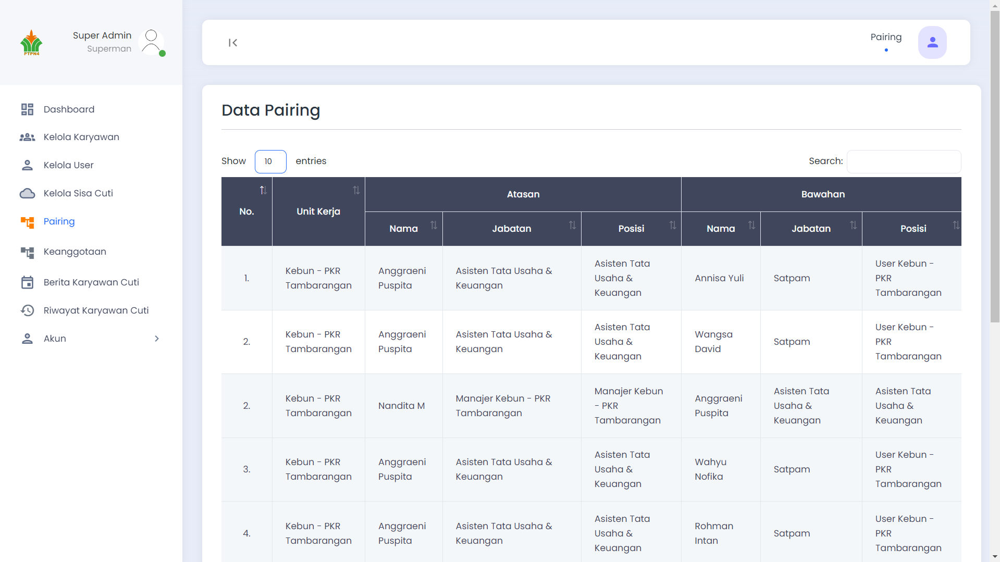 PTPN4
Super Admin
Superman
Dashboard
Kelola Karyawan
Kelola User
Kelola Sisa Cuti
Pairing
Keanggotaan
Berita Karyawan Cuti
Riwayat Karyawan Cuti
Akun
Pairing
Data Pairing
Show 10 entries
Search:
No. Unit Kerja Atasan Bawahan
Nama Jabatan Posisi Nama Jabatan Posisi
1.
Kebun - PKR
Tambarangan
Anggraeni
Puspita
Asisten Tata Usaha &
Keuangan
Asisten Tata
Usaha &
Keuangan
Annisa Yuli
Satpam
User Kebun -
PKR
Tambarangan
2.
Kebun - PKR
Tambarangan
Anggraeni
Puspita
Asisten Tata Usaha &
Keuangan
Asisten Tata
Usaha &
Keuangan
Wangsa
David
Satpam
User Kebun -
PKR
Tambarangan
2.
Kebun - PKR
Tambarangan
Nandita M
Manajer Kebun - PKR
Tambarangan
Manajer Kebun
- PKR
Tambarangan
Anggraeni
Puspita
Asisten Tata
Usaha &
Keuangan
Asisten Tata
Usaha &
Keuangan
3.
Kebun - PKR
Tambarangan
Anggraeni
Puspita
Asisten Tata Usaha &
Keuangan
Asisten Tata
Usaha &
Keuangan
Wahyu
Nofika
Satpam
User Kebun -
PKR
Tambarangan
4.
Kebun - PKR
Tambarangan
Anggraeni
Puspita
Asisten Tata Usaha &
Keuangan
Asisten Tata
Usaha &
Keuangan
Rohman
Intan
Satpam
User Kebun -
PKR
Tambarangan